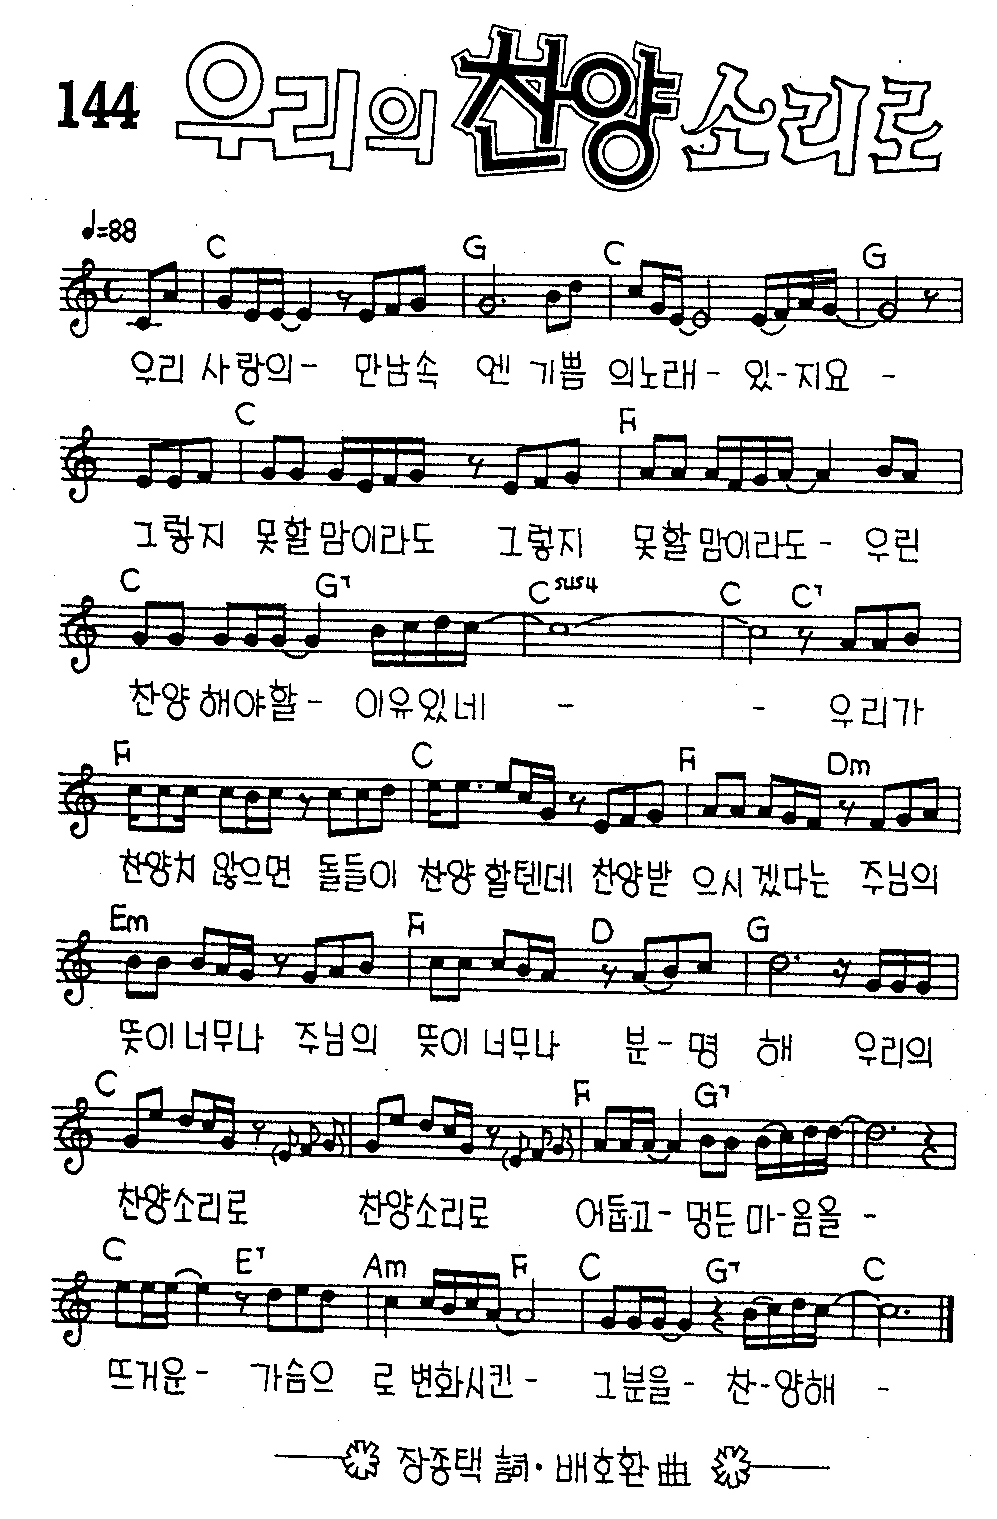 144 우리의 찬양 소리로
♩=88
C G C G
우리 사랑의- 만남속 엔 기쁨 의노래- 있-지요 -
C F
그렇지 못할 맘이라도 그렇지 못할 맘이라도- 우린
C G7 Csus4 C C7
찬양 해야할- 이유있네 - - 우리가
F C F Dm
찬양치 않으면 돌들이 찬양 할텐데 찬양받 으시겠다는 주님의
Em F D G
뜻이 너무나 주님의 뜻이 너무나 분-명 해 우리의
C F G7
찬양소리로 찬양소리로 어둡고- 멍든 마-음을 -
C E7 Am F C G7 C
뜨거운- 가슴으 로 변화시킨- 그분을- 찬-양해 -
장종택 詞·배호환 曲